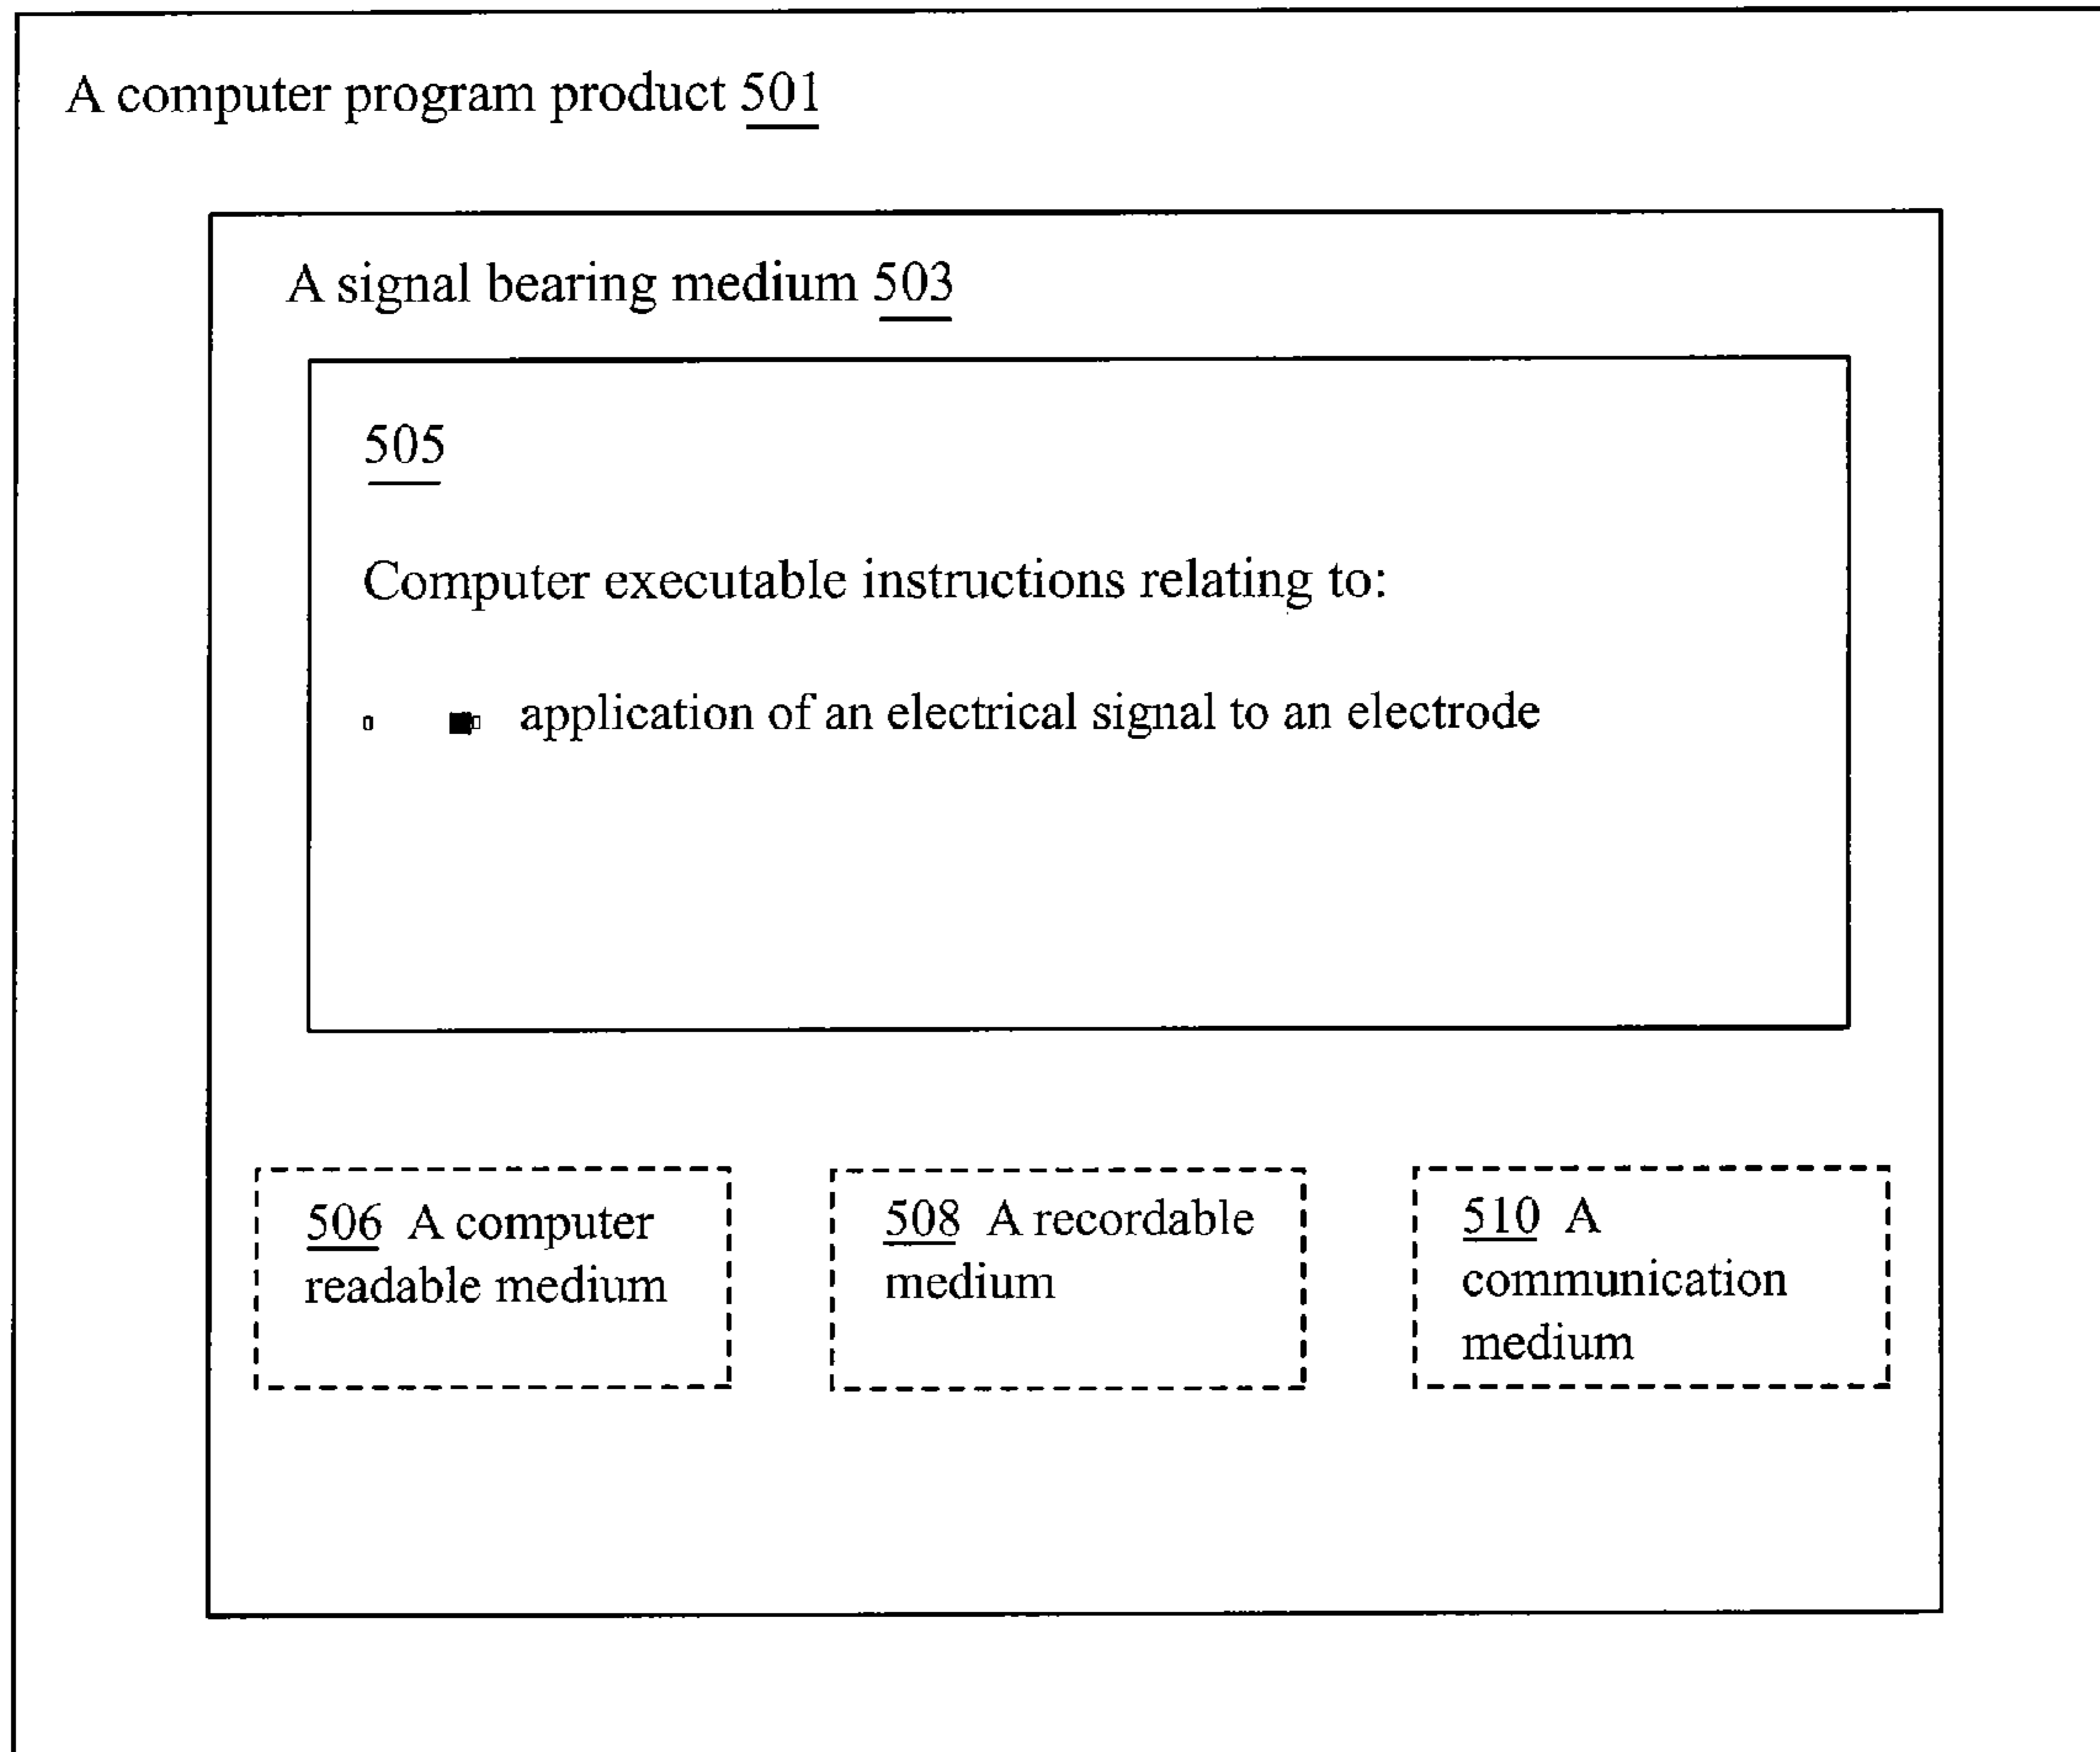 A computer program product 501
A signal bearing medium 503
505
Computer executable instructions relating to:
▯ ■▯ application of an electrical signal to an electrode
506 A computer
readable medium
508 A recordable
medium
510 A
communication
medium